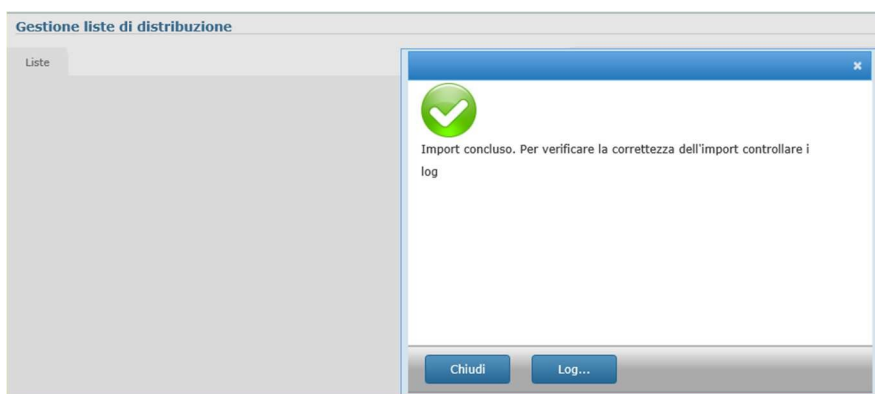 Gestione liste di distribuzione
Liste
Import concluso. Per verificare la correttezza dell'import controllare i
log
Chiudi
Log...